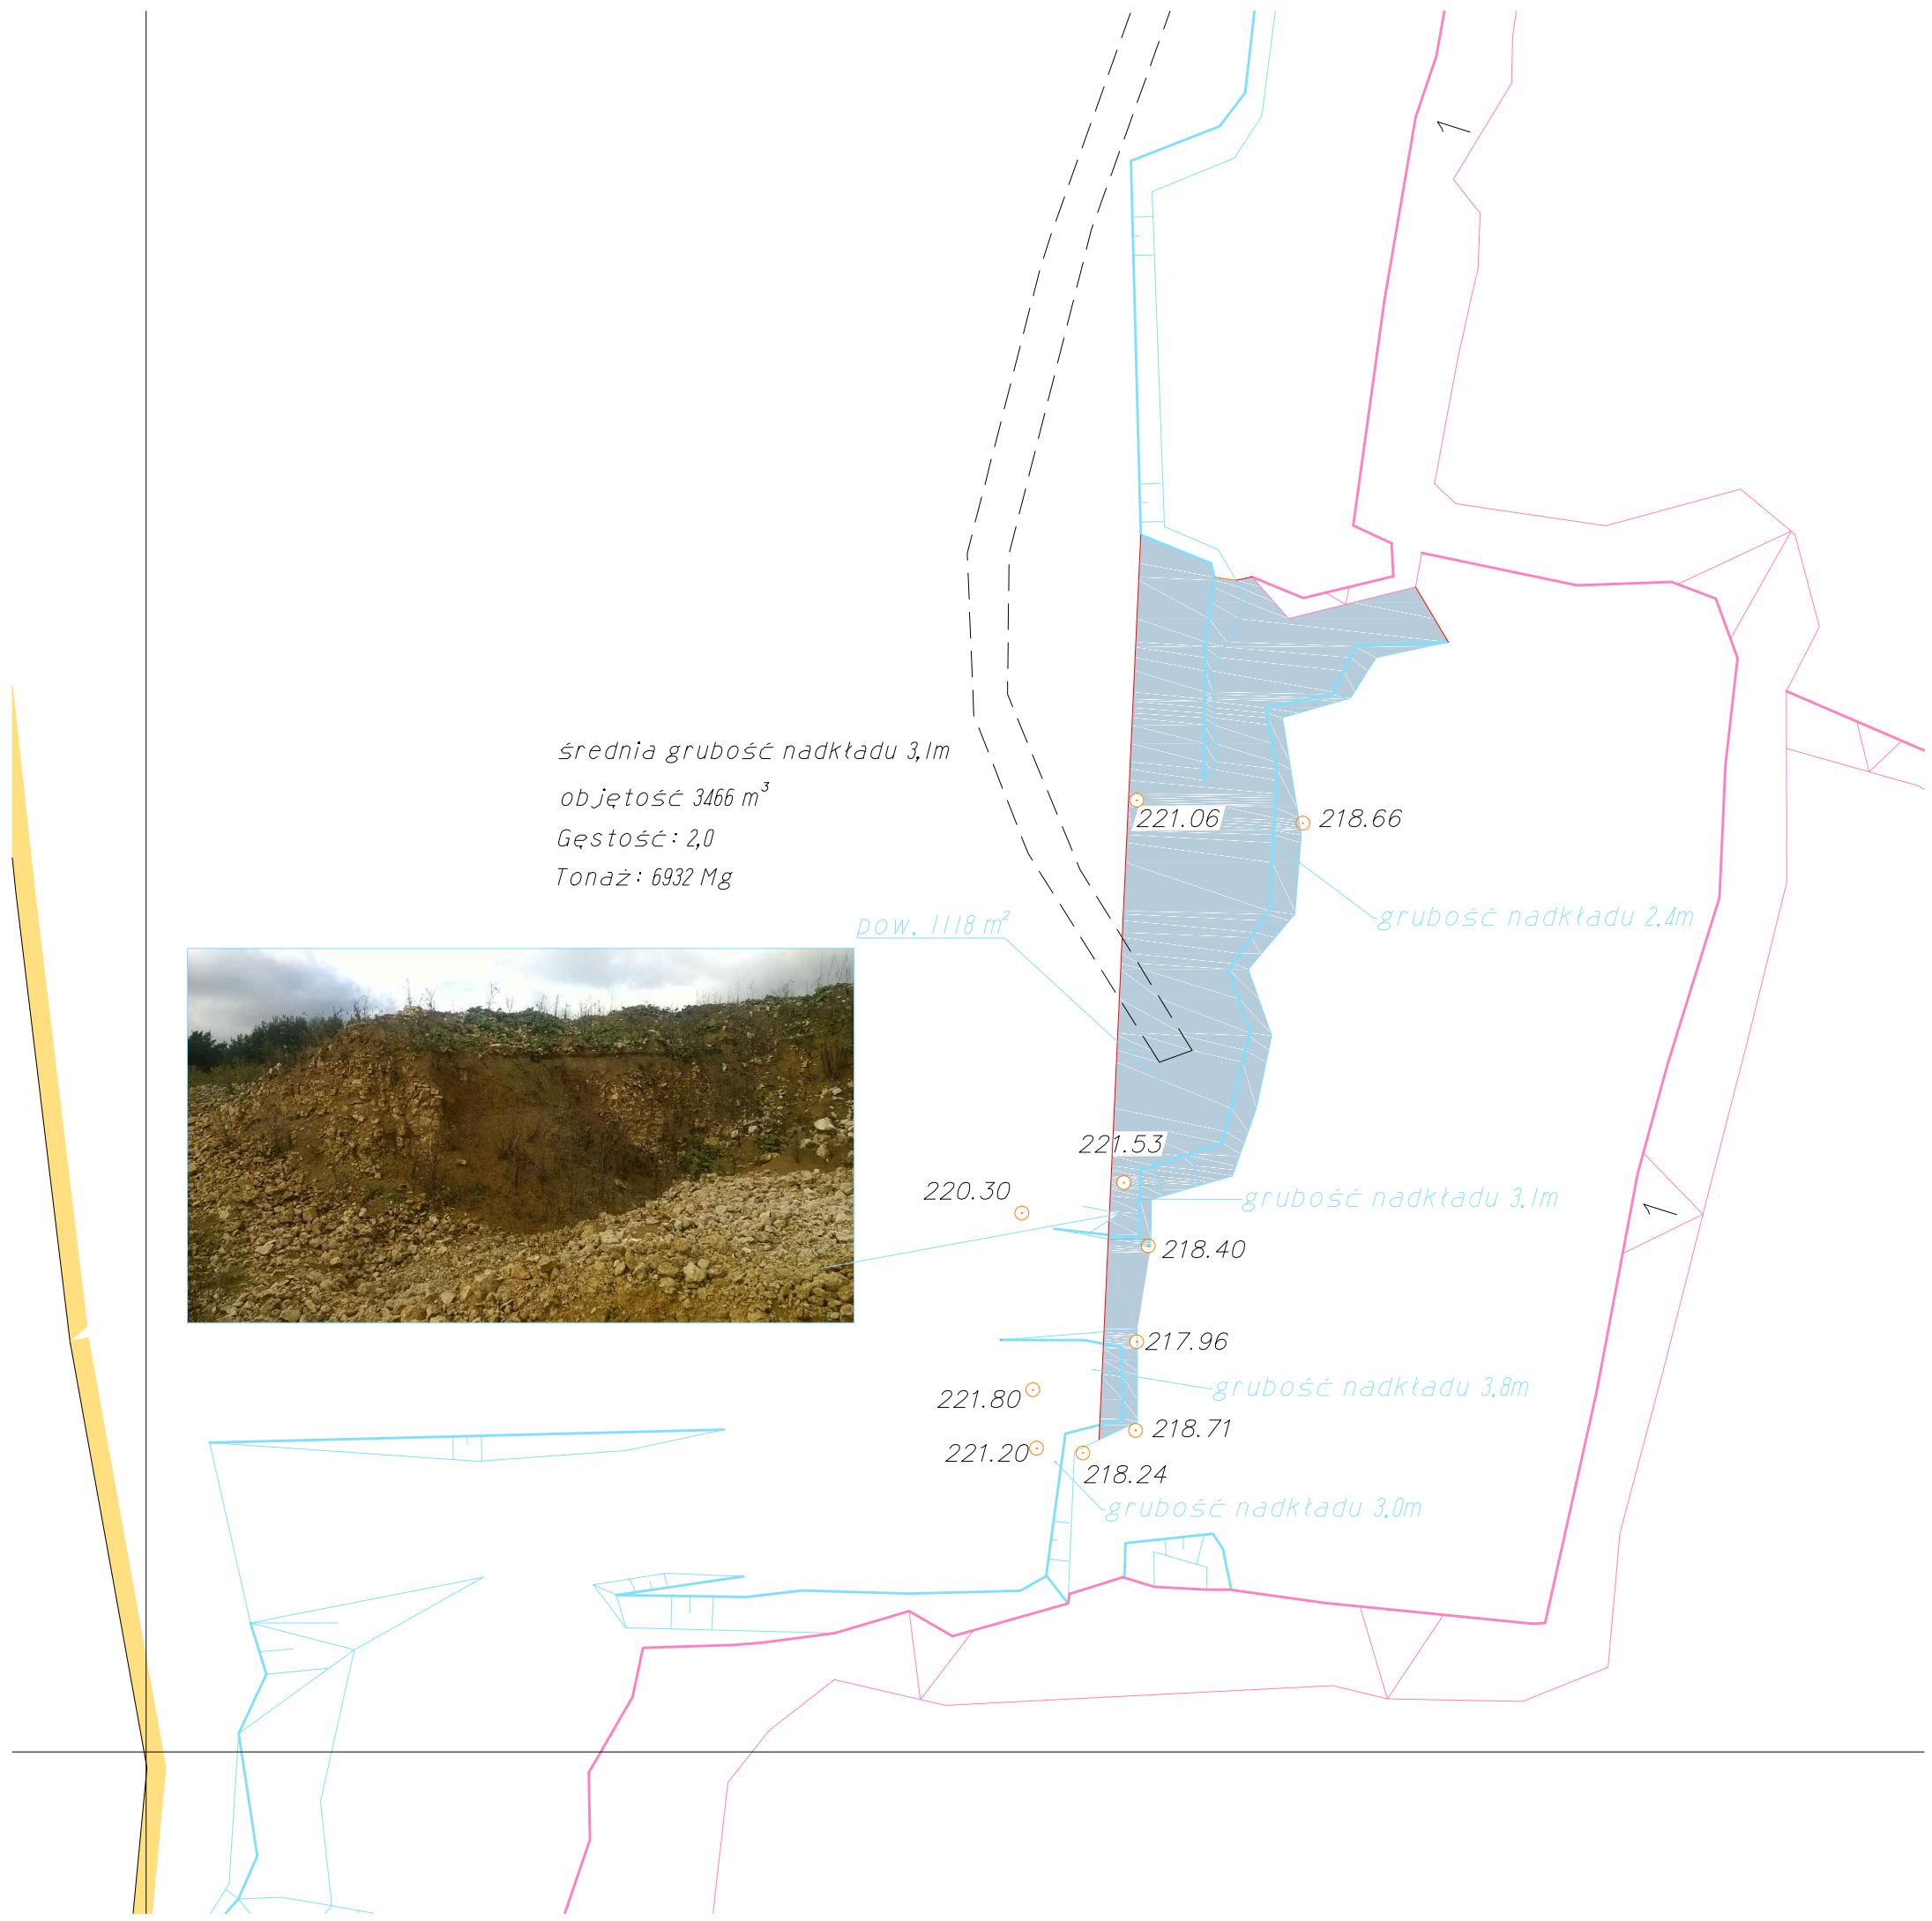 1
średnia grubość nadkładu 3,1m
objętość 3466 m³
Gęstość: 2,0
Tonaż: 6932 Mg
221.06
218.66
grubość nadkładu 2.4m
pow. 1118 m²
221.53
220.30
grubość nadkładu 3.1m
1
218.40
217.96
grubość nadkładu 3.8m
221.80
218.71
221.20
218.24
grubość nadkładu 3.0m